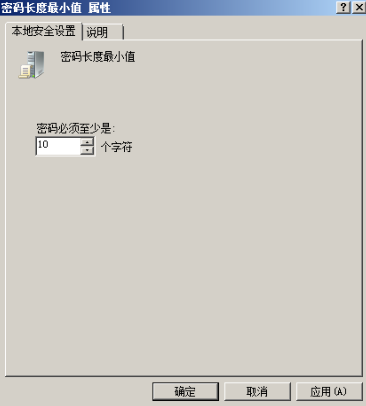 密码长度最小值 属性
本地安全设置 说明
密码长度最小值
密码必须至少是:
10 个字符
确定 取消 应用(A)